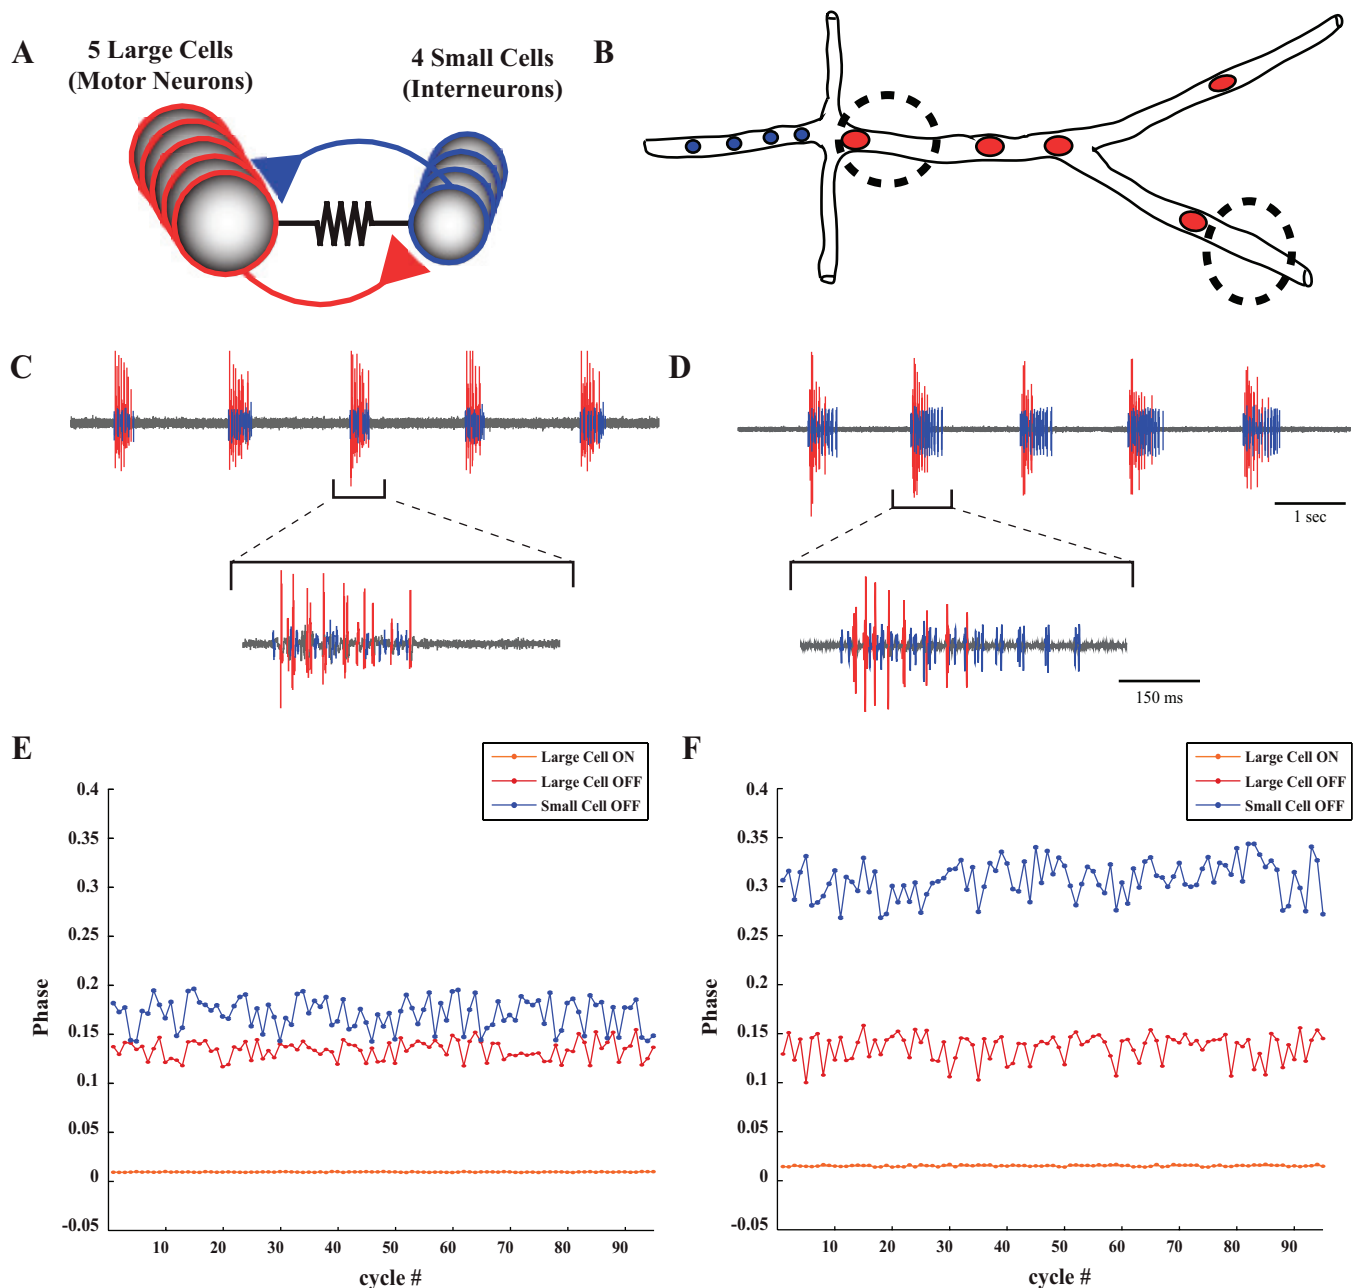 A
5 Large Cells
(Motor Neurons)
4 Small Cells
(Interneurons)
B
C
D
1 sec
150 ms
E
Large Cell ON
Large Cell OFF
Small Cell OFF
0.4
0.35
0.3
0.25
0.2
0.15
0.1
0.05
0
-0.05
Phase
10 20 30 40 50 60 70 80 90
cycle #
F
Large Cell ON
Large Cell OFF
Small Cell OFF
0.4
0.35
0.3
0.25
0.2
0.15
0.1
0.05
0
-0.05
Phase
10 20 30 40 50 60 70 80 90
cycle #